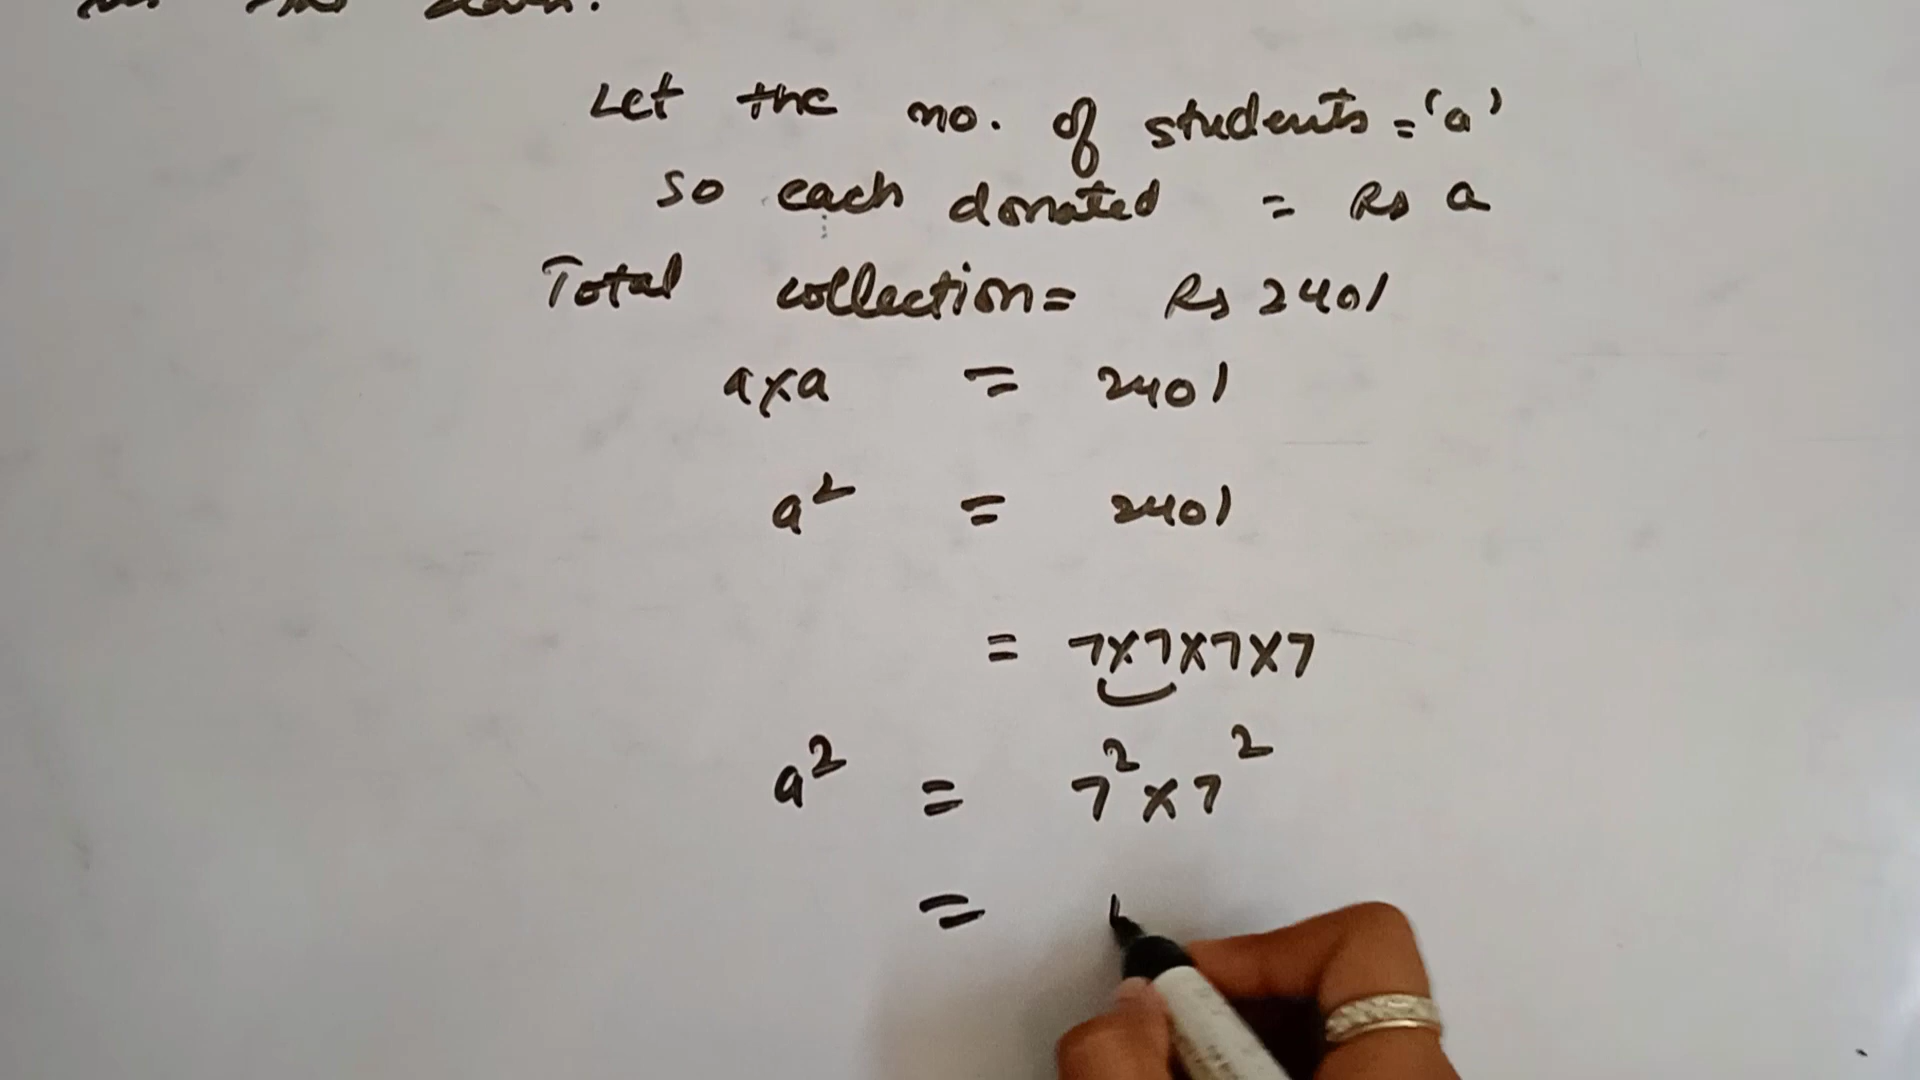 Let the no. of students = 'a'
so each donated = Rs a
Total collection = Rs 2401
a×a = 2401
a² = 2401
= 7×7×7×7
a² = 7² × 7²
=